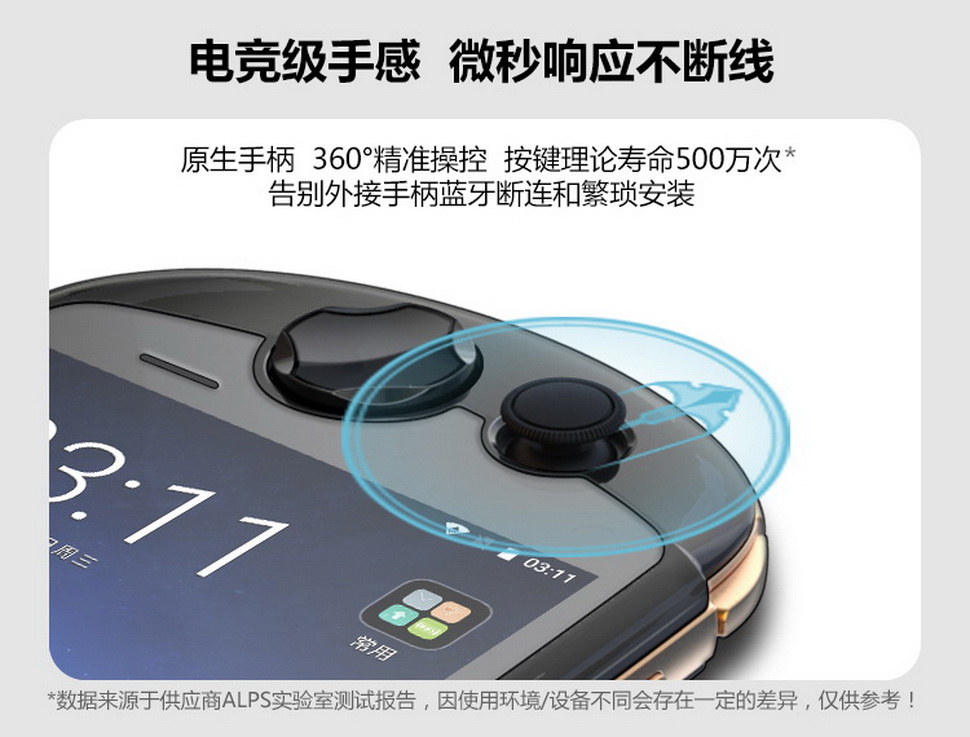 电竞级手感 微秒响应不断线
原生手柄 360°精准操控 按键理论寿命500万次*
告别外接手柄蓝牙断连和繁琐安装
3:11
周三
03:11
常用
*数据来源于供应商ALPS实验室测试报告，因使用环境/设备不同会存在一定的差异，仅供参考！